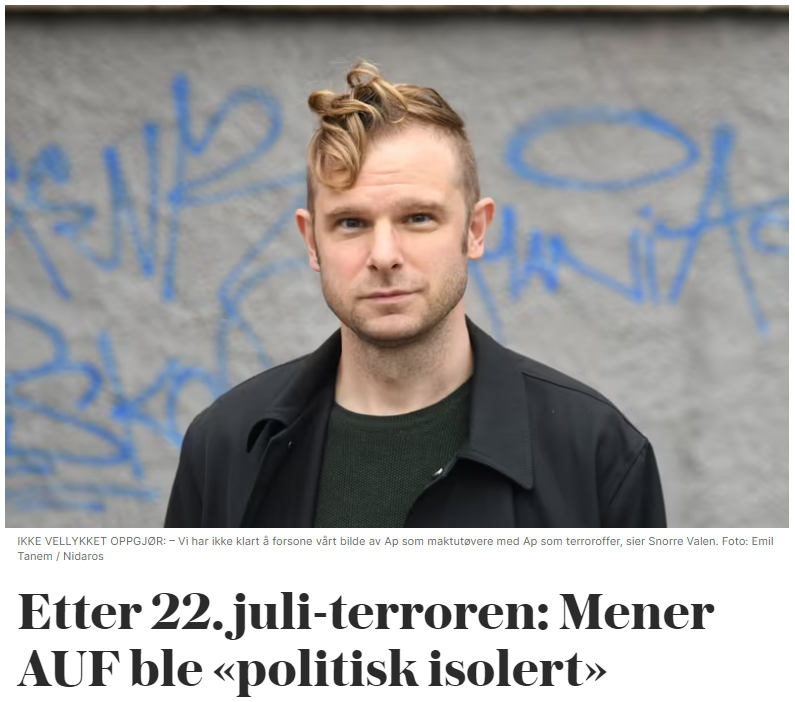 IKKE VELLYKKET OPPGJØR: – Vi har ikke klart å forsone vårt bilde av Ap som maktutøvere med Ap som terroroffer, sier Snorre Valen. Foto: Emil
Tanem / Nidaros
Etter 22. juli-terroren: Mener
AUF ble «politisk isolert»